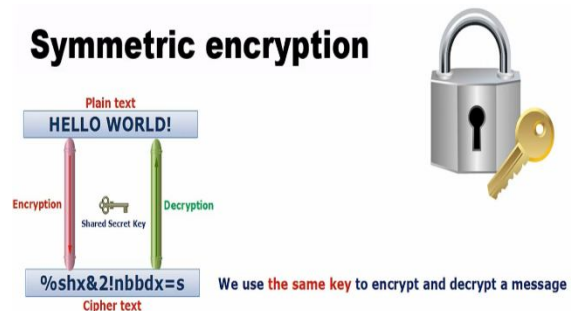 Symmetric encryption
Plain text
HELLO WORLD!
Encryption
Shared Secret Key
Decryption
%shx&2!nbbdx=s
Cipher text
We use the same key to encrypt and decrypt a message